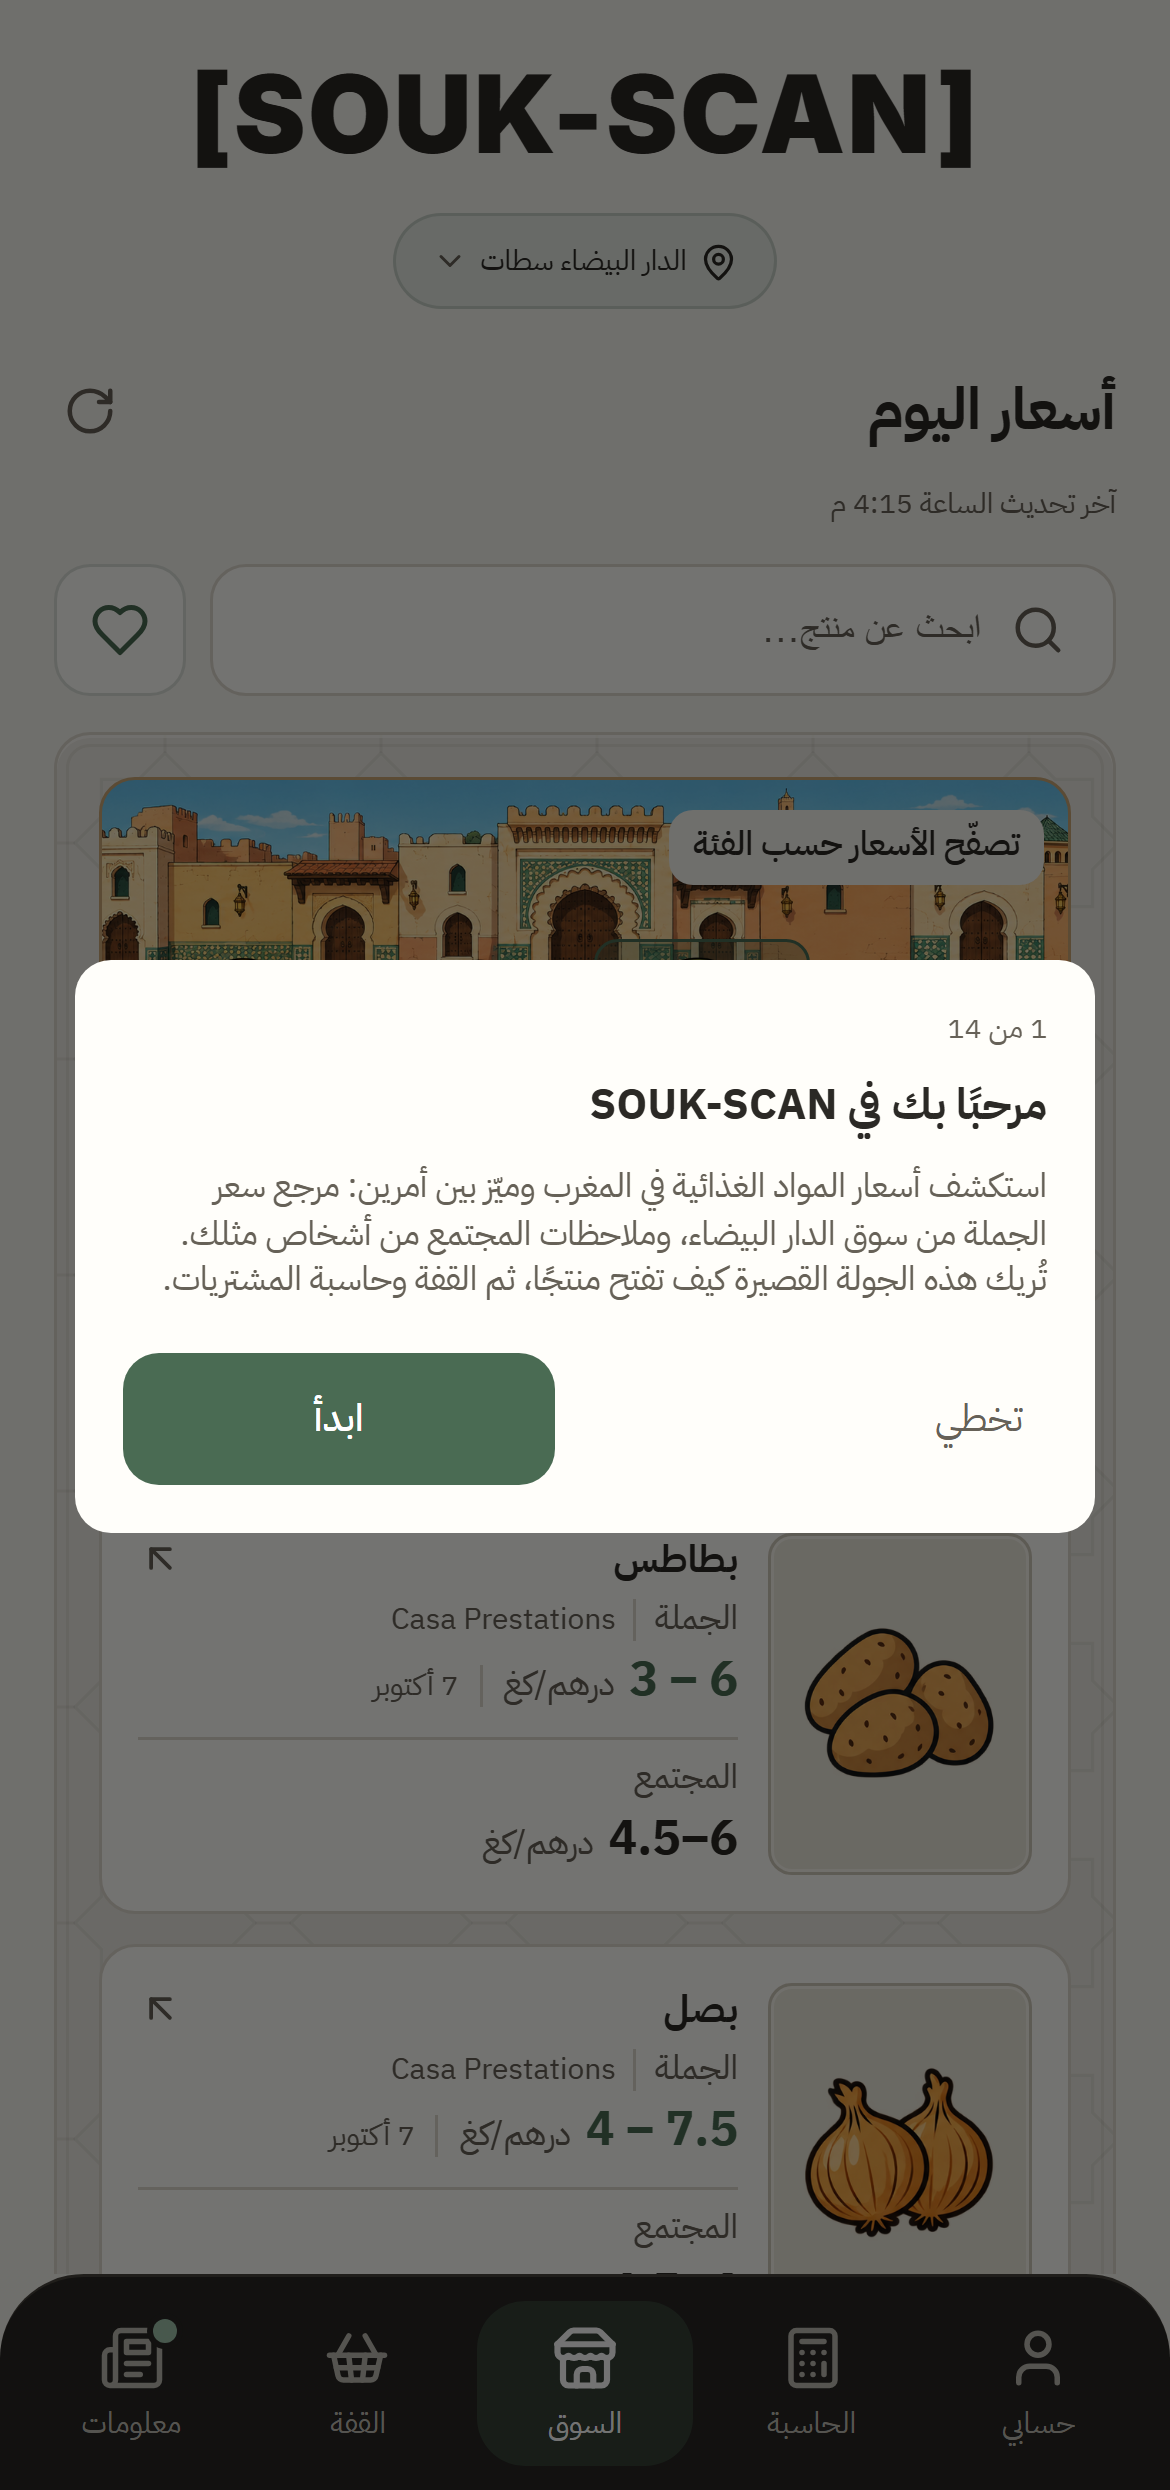 [SOUK-SCAN]
الدار البيضاء سطات
أسعار اليوم
آخر تحديث الساعة 4:15 م
ابحث عن منتج...
تصفّح الأسعار حسب الفئة
1 من 14
مرحبًا بك في SOUK-SCAN
استكشف أسعار المواد الغذائية في المغرب وميّز بين أمرين: مرجع سعر
الجملة من سوق الدار البيضاء، وملاحظات المجتمع من أشخاص مثلك.
تُريك هذه الجولة القصيرة كيف تفتح منتجًا، ثم القفة وحاسبة المشتريات.
تخطي
ابدأ
بطاطس
الجملة | Casa Prestations
3 – 6 درهم/كغ | 7 أكتوبر
المجتمع
4.5–6 درهم/كغ
بصل
الجملة | Casa Prestations
4 – 7.5 درهم/كغ | 7 أكتوبر
المجتمع
حسابي
الحاسبة
السوق
القفة
معلومات